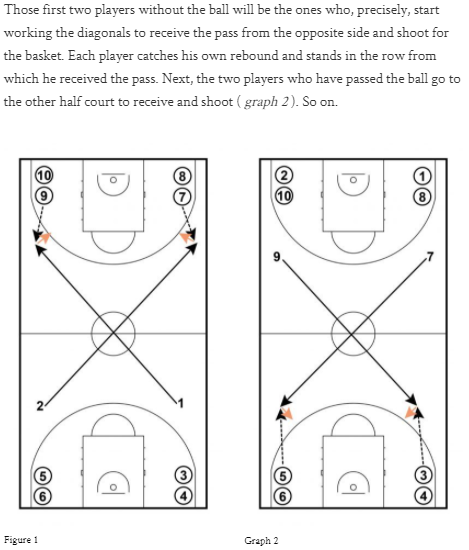 Those first two players without the ball will be the ones who, precisely, start
working the diagonals to receive the pass from the opposite side and shoot for
the basket. Each player catches his own rebound and stands in the row from
which he received the pass. Next, the two players who have passed the ball go to
the other half court to receive and shoot ( graph 2 ). So on.
10 8 2 1
9 7 10 8
9 7
2 1
5 3 5 3
6 4 6 4
Figure 1 Graph 2